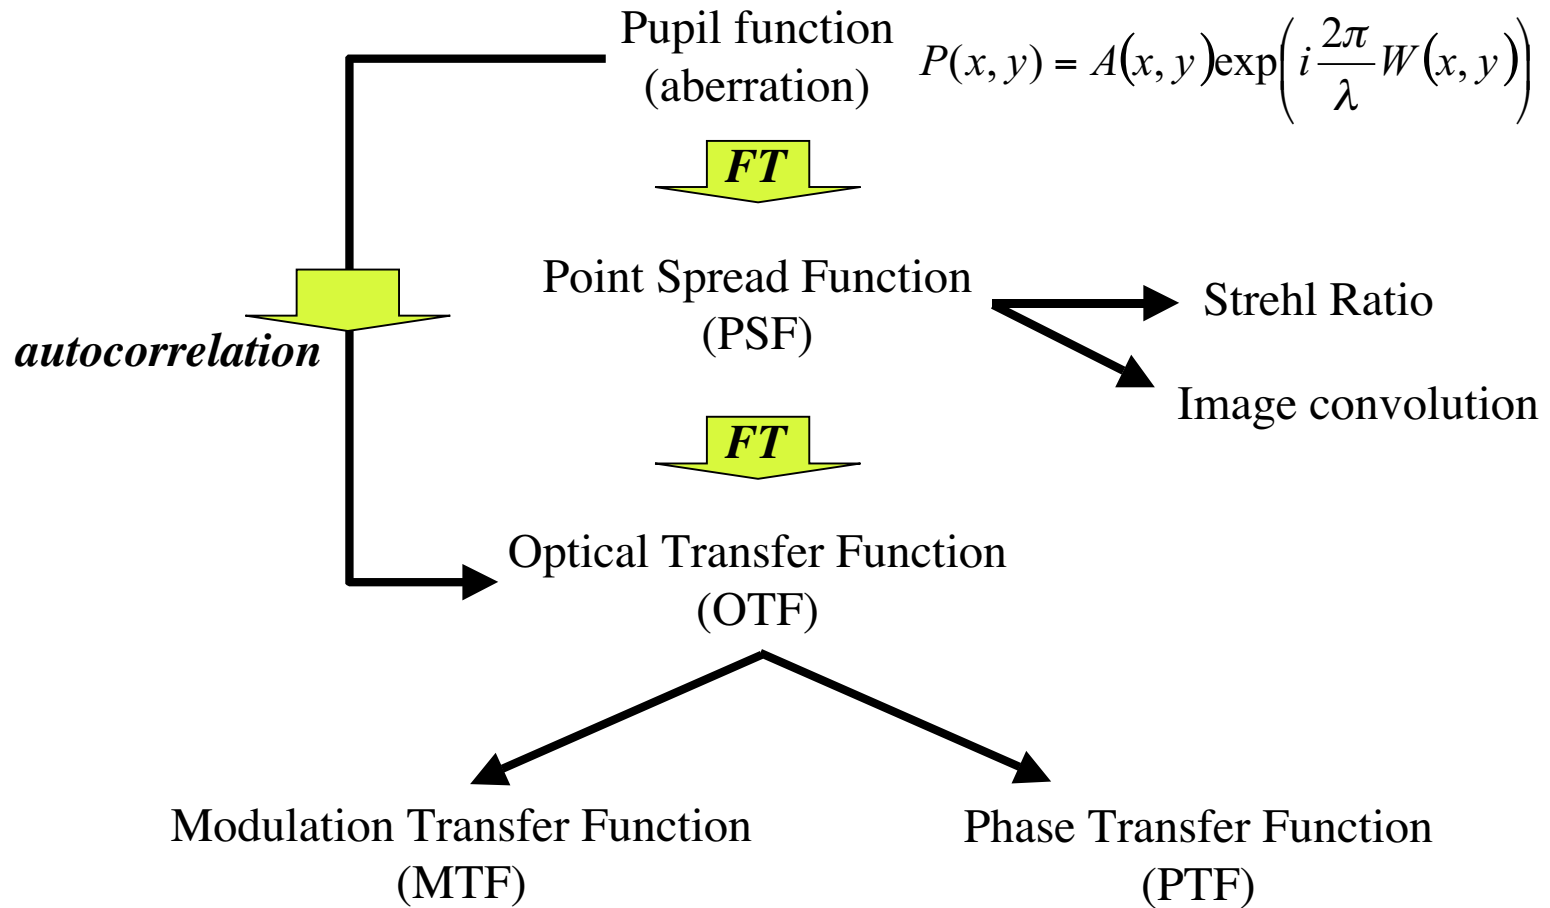 Pupil function
(aberration)
P(x, y) = A(x, y)exp(i 2π/λ W(x, y))
FT
Point Spread Function
(PSF)
Strehl Ratio
autocorrelation
Image convolution
FT
Optical Transfer Function
(OTF)
Modulation Transfer Function
(MTF)
Phase Transfer Function
(PTF)